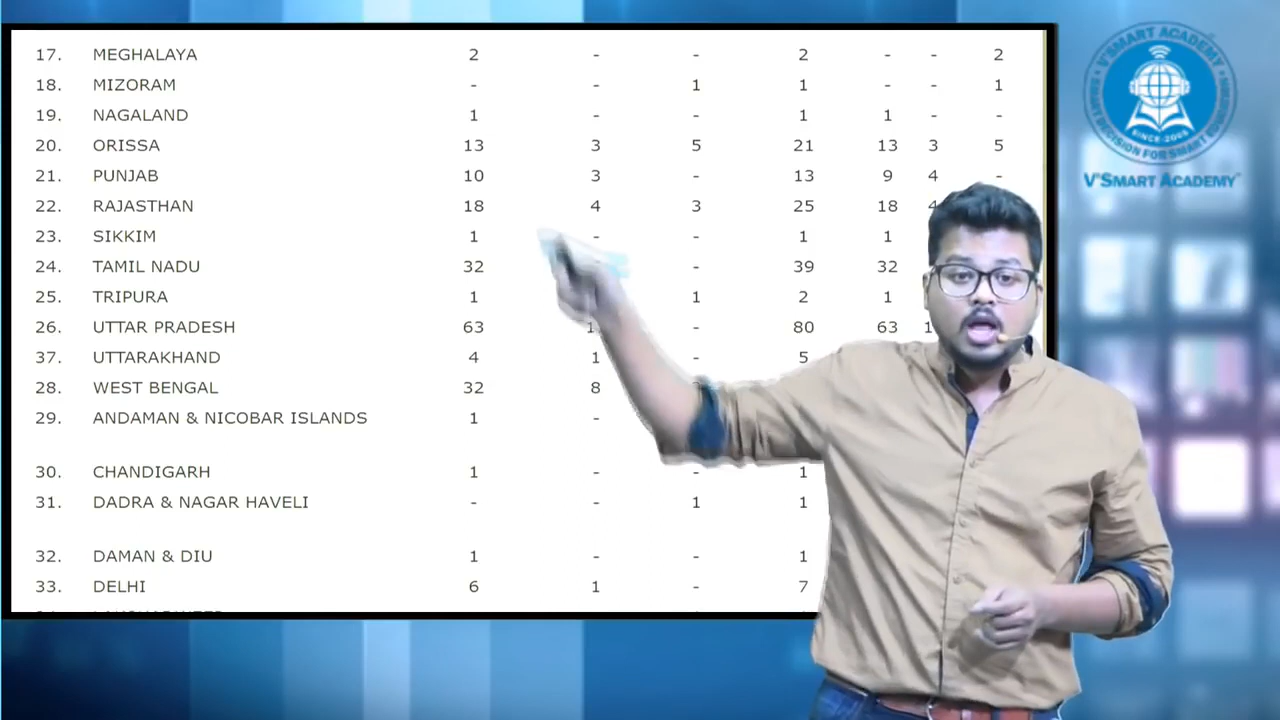 17. MEGHALAYA 2 - - 2 - - 2
18. MIZORAM - - 1 1 - - 1
19. NAGALAND 1 - - 1 1 - -
20. ORISSA 13 3 5 21 13 3 5
21. PUNJAB 10 3 - 13 9 4 -
22. RAJASTHAN 18 4 3 25 18
23. SIKKIM 1 - - 1 1
24. TAMIL NADU 32 - 39 32
25. TRIPURA 1 - 1 2 1
26. UTTAR PRADESH 63 - 80 63
37. UTTARAKHAND 4 1 - 5
28. WEST BENGAL 32 8
29. ANDAMAN & NICOBAR ISLANDS 1 -
30. CHANDIGARH 1 - - 1
31. DADRA & NAGAR HAVELI - - 1 1
32. DAMAN & DIU 1 - - 1
33. DELHI 6 1 - 7
V'SMART ACADEMY
SINCE-2005
V'SMART ACADEMY